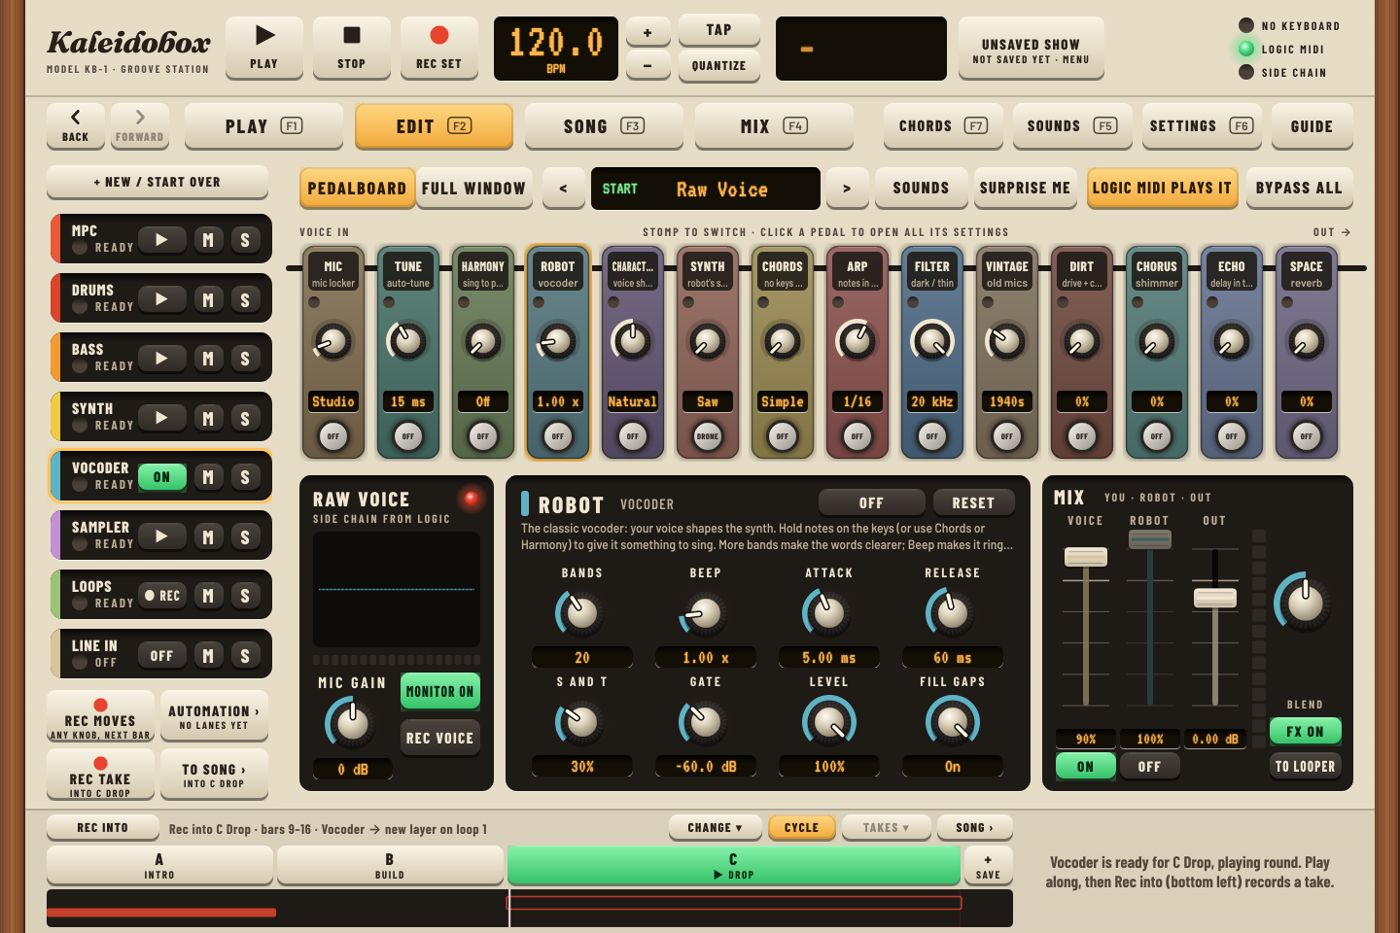 Kaleidobox
MODEL KB-1 · GROOVE STATION
PLAY
STOP
REC SET
120.0
BPM
+
−
TAP
QUANTIZE
-
UNSAVED SHOW
NOT SAVED YET · MENU
NO KEYBOARD
LOGIC MIDI
SIDE CHAIN
BACK
FORWARD
PLAY F1
EDIT F2
SONG F3
MIX F4
CHORDS F7
SOUNDS F5
SETTINGS F6
GUIDE
+ NEW / START OVER
PEDALBOARD
FULL WINDOW
<
START Raw Voice
>
SOUNDS
SURPRISE ME
LOGIC MIDI PLAYS IT
BYPASS ALL
VOICE IN
STOMP TO SWITCH · CLICK A PEDAL TO OPEN ALL ITS SETTINGS
OUT →
MIC
mic locker
Studio
OFF
TUNE
auto-tune
15 ms
OFF
HARMONY
sing to p...
Off
OFF
ROBOT
vocoder
1.00 x
OFF
CHARACT...
voice sh...
Natural
OFF
SYNTH
robot's s...
Saw
DRONE
CHORDS
no keys ...
Simple
OFF
ARP
notes in ...
1/16
OFF
FILTER
dark / thin
20 kHz
OFF
VINTAGE
old mics
1940s
OFF
DIRT
drive + c...
0%
OFF
CHORUS
shimmer
0%
OFF
ECHO
delay in t...
0%
OFF
SPACE
reverb
0%
OFF
MPC
READY
M S
DRUMS
READY
M S
BASS
READY
M S
SYNTH
READY
M S
VOCODER
READY
ON M S
SAMPLER
READY
M S
LOOPS
READY
REC M S
LINE IN
OFF
OFF M S
REC MOVES
ANY KNOB, NEXT BAR
AUTOMATION ›
NO LANES YET
REC TAKE
INTO C DROP
TO SONG ›
INTO C DROP
RAW VOICE
SIDE CHAIN FROM LOGIC
MIC GAIN
0 dB
MONITOR ON
REC VOICE
ROBOT VOCODER
OFF
RESET
The classic vocoder: your voice shapes the synth. Hold notes on the keys (or use Chords or
Harmony) to give it something to sing. More bands make the words clearer; Beep makes it ring...
BANDS
20
BEEP
1.00 x
ATTACK
5.00 ms
RELEASE
60 ms
S AND T
30%
GATE
-60.0 dB
LEVEL
100%
FILL GAPS
On
MIX YOU · ROBOT · OUT
VOICE ROBOT OUT
90% 100% 0.00 dB
ON OFF
BLEND
FX ON
TO LOOPER
REC INTO
Rec into C Drop · bars 9-16 · Vocoder → new layer on loop 1
CHANGE ▾
CYCLE
TAKES ▾
SONG ›
A
INTRO
B
BUILD
C
▶ DROP
+
SAVE
Vocoder is ready for C Drop, playing round. Play
along, then Rec into (bottom left) records a take.